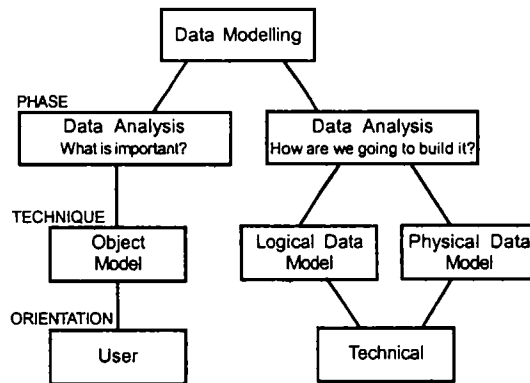 Data Modelling
PHASE
Data Analysis
What is important?
Data Analysis
How are we going to build it?
TECHNIQUE
Object
Model
Logical Data
Model
Physical Data
Model
ORIENTATION
User
Technical